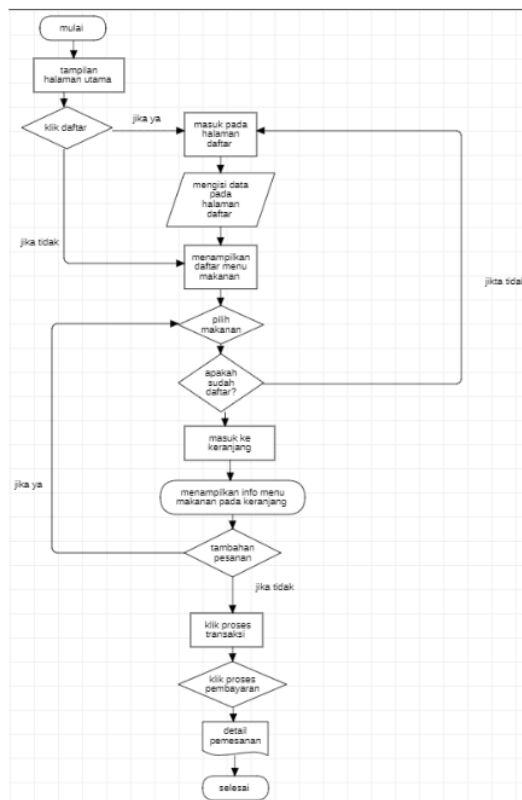 mulai
tampilan
halaman utama
klik daftar
jika ya
masuk pada
halaman
daftar
mengisi data
pada
halaman
daftar
jika tidak
menampilkan
daftar menu
makanan
jikta tidak
pilih
makanan
apakah
sudah
daftar?
masuk ke
keranjang
jika ya
menampilkan info menu
makanan pada keranjang
tambahan
pesanan
jika tidak
klik proses
transaksi
klik proses
pembayaran
detail
pemesanan
selesai